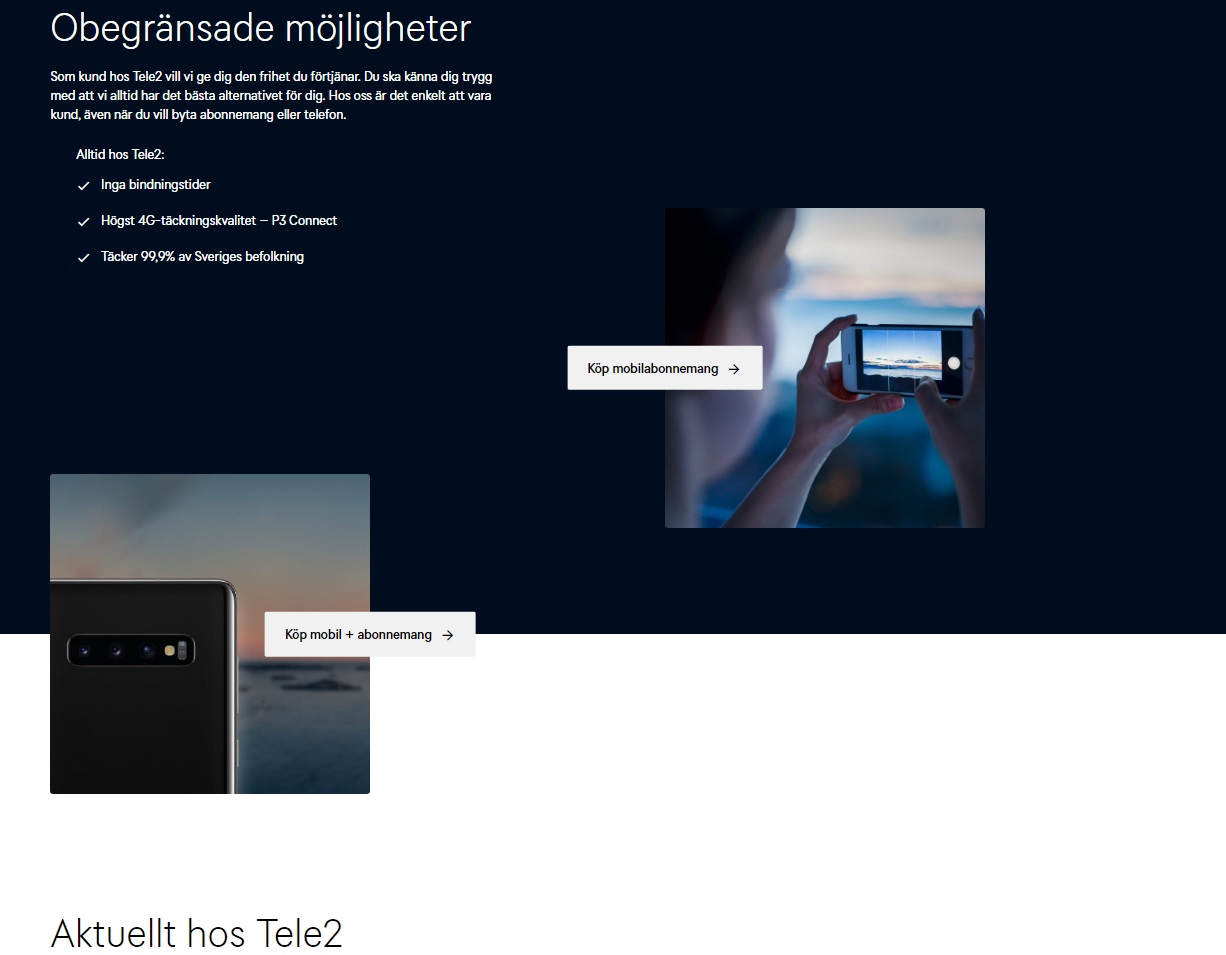 Obegränsade möjligheter
Som kund hos Tele2 vill vi ge dig den frihet du förtjänar. Du ska känna dig trygg
med att vi alltid har det bästa alternativet för dig. Hos oss är det enkelt att vara
kund, även när du vill byta abonnemang eller telefon.
Alltid hos Tele2:
Inga bindningstider
Högst 4G-täckningskvalitet – P3 Connect
Täcker 99,9% av Sveriges befolkning
Köp mobilabonnemang
Köp mobil + abonnemang
Aktuellt hos Tele2